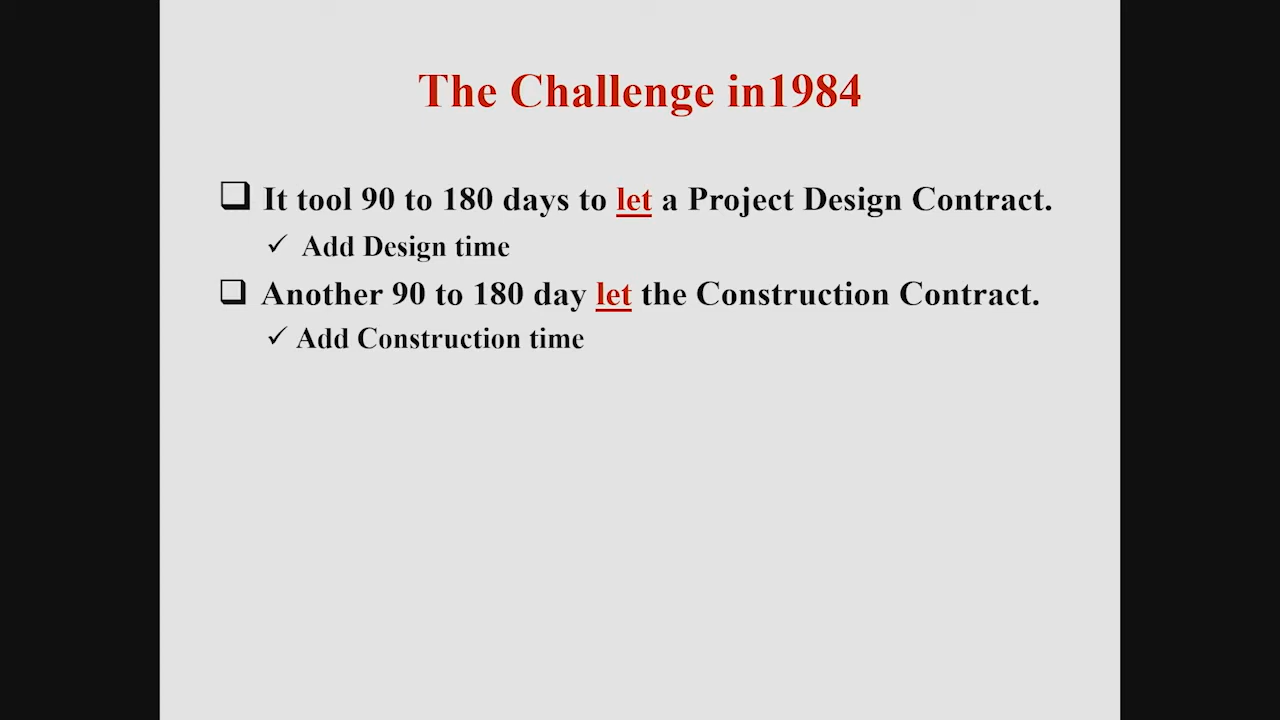 The Challenge in1984
It tool 90 to 180 days to let a Project Design Contract.
Add Design time
Another 90 to 180 day let the Construction Contract.
Add Construction time